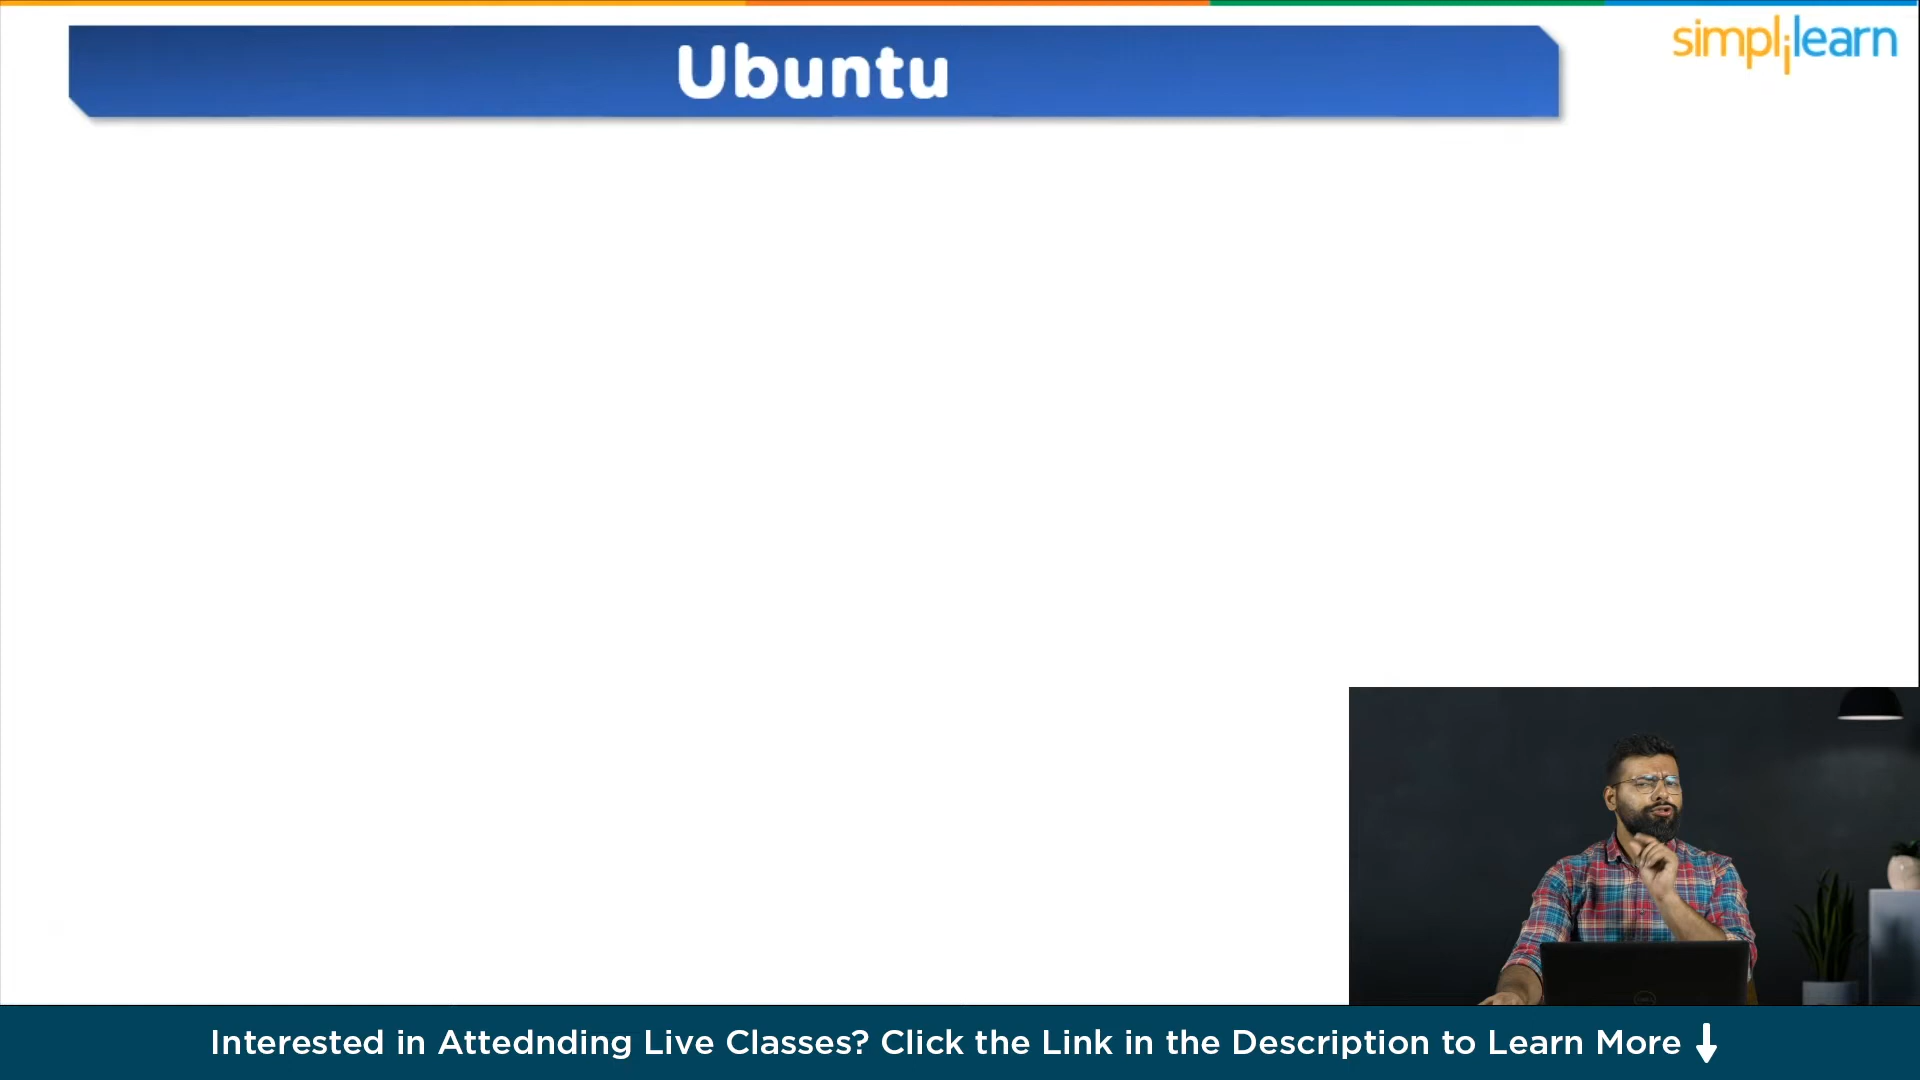 Ubuntu
simplilearn
Interested in Attednding Live Classes? Click the Link in the Description to Learn More